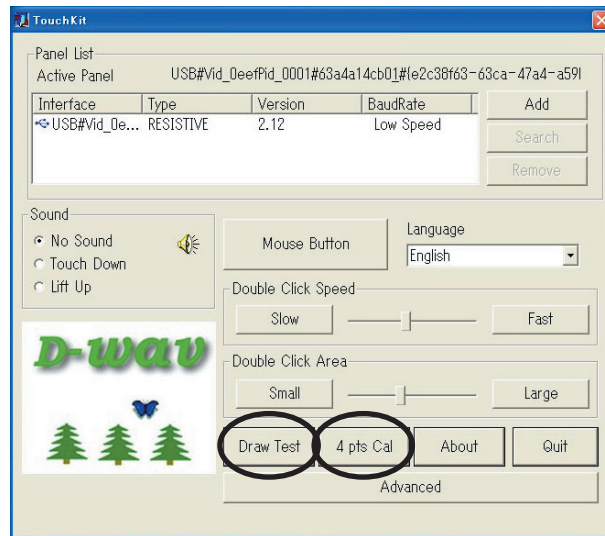 TouchKit
Panel List
Active Panel USB#Vid_0eefPid_0001#63a4a14cb01#{e2c38f63-63ca-47a4-a59l
Interface Type Version BaudRate
USB#Vid_0e... RESISTIVE 2.12 Low Speed
Add
Search
Remove
Sound
No Sound
Touch Down
Lift Up
Mouse Button
Language
English
Double Click Speed
Slow Fast
Double Click Area
Small Large
D-wav
Draw Test 4 pts Cal About Quit
Advanced